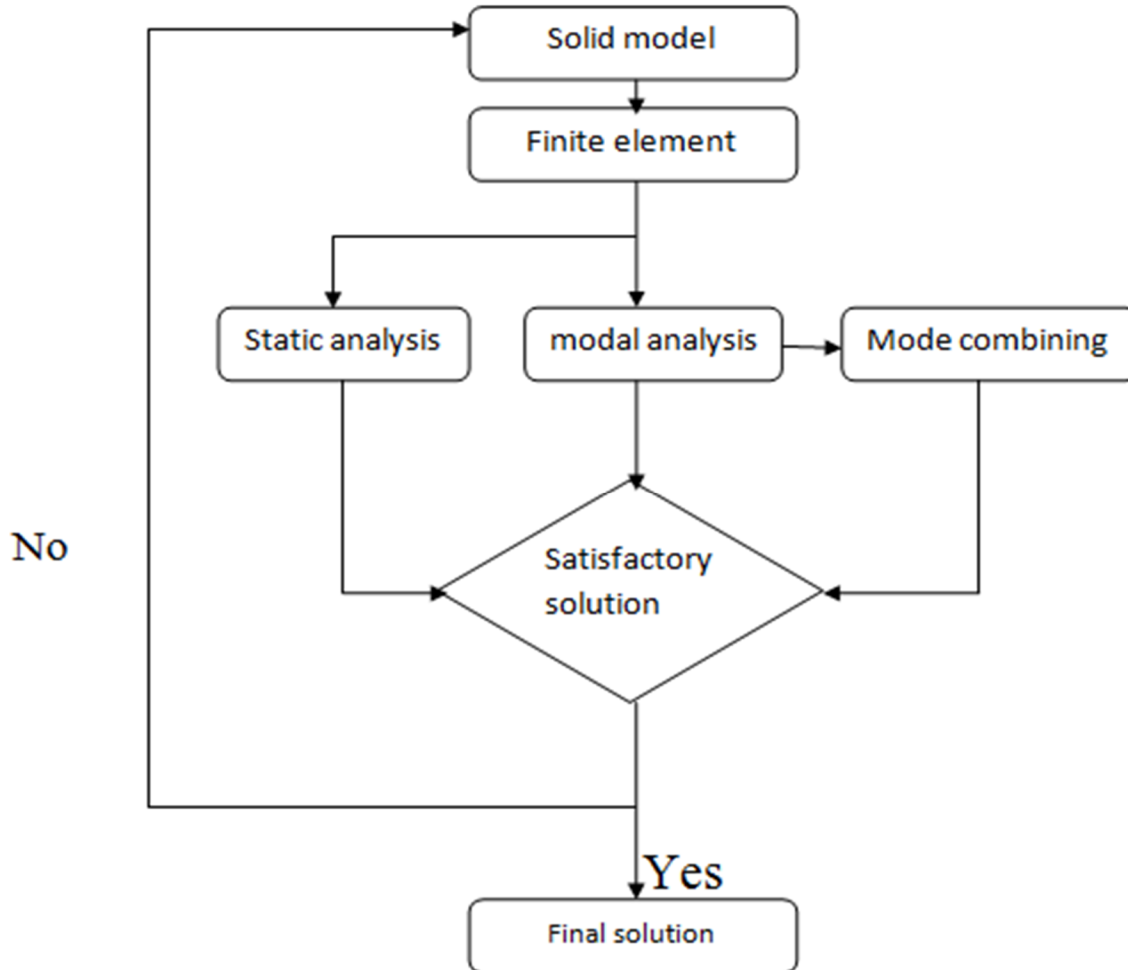 Solid model
Finite element
Static analysis
modal analysis
Mode combining
No
Satisfactory
solution
Yes
Final solution